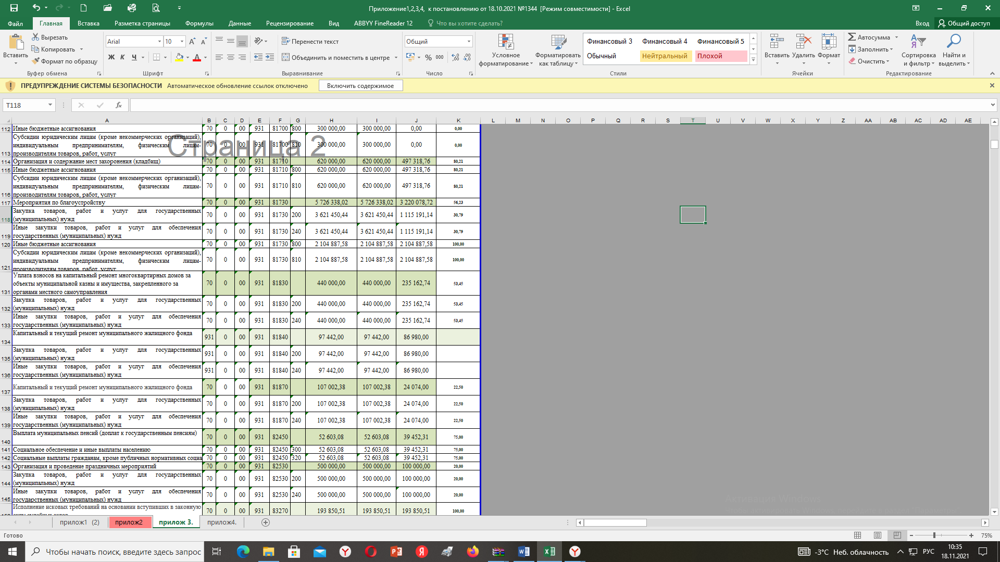 Приложение1,2,3,4,  к постановлению от 18.10.2021 №1344  [Режим совместимости] - Excel
Файл Главная Вставка Разметка страницы Формулы Данные Рецензирование Вид ABBYY FineReader 12 Что вы хотите сделать? Вход Общий доступ
Вставить Вырезать Копировать Формат по образцу
Буфер обмена
Arial 10
Ж К Ч А
Шрифт
Перенести текст
Объединить и поместить в центре
Выравнивание
Общий
% 000
Число
Условное форматирование
Форматировать как таблицу
Финансовый 3 Финансовый 4 Финансовый 5
Обычный Нейтральный Плохой
Стили
Вставить Удалить Формат
Ячейки
Автосумма
Заполнить
Очистить
Сортировка и фильтр
Найти и выделить
Редактирование
ПРЕДУПРЕЖДЕНИЕ СИСТЕМЫ БЕЗОПАСНОСТИ Автоматическое обновление ссылок отключено Включить содержимое
T118 fx
A B C D E F G H I J K L M N O P Q R S T U V W X Y Z AA AB AC AD AE
Страница 2
112 Иные бюджетные ассигнования 70 0 00 931 81700 800 300 000,00 300 000,00 0,00 0,00
113 Субсидии юридическим лицам (кроме некоммерческих организаций), индивидуальным предпринимателям, физическим лицам-производителям товаров, работ, услуг 70 0 00 931 81700 810 300 000,00 300 000,00 0,00 0,00
114 Организация и содержание мест захоронения (кладбищ) 70 0 00 931 81710 620 000,00 620 000,00 497 318,76 80,21
115 Иные бюджетные ассигнования 70 0 00 931 81710 800 620 000,00 620 000,00 497 318,76 80,21
116 Субсидии юридическим лицам (кроме некоммерческих организаций), индивидуальным предпринимателям, физическим лицам-производителям товаров, работ, услуг 70 0 00 931 81710 810 620 000,00 620 000,00 497 318,76 80,21
117 Мероприятия по благоустройству 70 0 00 931 81730 5 726 338,02 5 726 338,02 3 220 078,72 56,23
118 Закупка товаров, работ и услуг для государственных (муниципальных) нужд 70 0 00 931 81730 200 3 621 450,44 3 621 450,44 1 115 191,14 30,79
119 Иные закупки товаров, работ и услуг для обеспечения государственных (муниципальных) нужд 70 0 00 931 81730 240 3 621 450,44 3 621 450,44 1 115 191,14 30,79
120 Иные бюджетные ассигнования 70 0 00 931 81730 800 2 104 887,58 2 104 887,58 2 104 887,58 100,00
121 Субсидии юридическим лицам (кроме некоммерческих организаций), индивидуальным предпринимателям, физическим лицам-производителям товаров, работ, услуг 70 0 00 931 81730 810 2 104 887,58 2 104 887,58 2 104 887,58 100,00
131 Уплата взносов на капитальный ремонт многоквартирных домов за объекты муниципальной казны и имущества, закрепленного за органами местного самоуправления 70 0 00 931 81830 440 000,00 440 000,00 235 162,74 53,45
132 Закупка товаров, работ и услуг для государственных (муниципальных) нужд 70 0 00 931 81830 200 440 000,00 440 000,00 235 162,74 53,45
133 Иные закупки товаров, работ и услуг для обеспечения государственных (муниципальных) нужд 70 0 00 931 81830 240 440 000,00 440 000,00 235 162,74 53,45
134 Капитальный и текущий ремонт муниципального жилищного фонда 931 0 00 931 81840 97 442,00 97 442,00 86 980,00
135 Закупка товаров, работ и услуг для государственных (муниципальных) нужд 931 0 00 931 81840 200 97 442,00 97 442,00 86 980,00
136 Иные закупки товаров, работ и услуг для обеспечения государственных (муниципальных) нужд 931 0 00 931 81840 240 97 442,00 97 442,00 86 980,00
137 Капитальный и текущий ремонт муниципального жилищного фонда 70 0 00 931 81870 107 002,38 107 002,38 24 074,00 22,50
138 Закупка товаров, работ и услуг для государственных (муниципальных) нужд 70 0 00 931 81870 200 107 002,38 107 002,38 24 074,00 22,50
139 Иные закупки товаров, работ и услуг для обеспечения государственных (муниципальных) нужд 70 0 00 931 81870 240 107 002,38 107 002,38 24 074,00 22,50
140 Выплата муниципальных пенсий (доплат к государственным пенсиям) 70 0 00 931 82450 52 603,08 52 603,08 39 452,31 75,00
141 Социальное обеспечение и иные выплаты населению 70 0 00 931 82450 300 52 603,08 52 603,08 39 452,31 75,00
142 Социальные выплаты гражданам, кроме публичных нормативных социа 70 0 00 931 82450 320 52 603,08 52 603,08 39 452,31 75,00
143 Организация и проведение праздничных мероприятий 70 0 00 931 82530 500 000,00 500 000,00 100 000,00 20,00
144 Закупка товаров, работ и услуг для государственных (муниципальных) нужд 70 0 00 931 82530 200 500 000,00 500 000,00 100 000,00 20,00
145 Иные закупки товаров, работ и услуг для обеспечения государственных (муниципальных) нужд 70 0 00 931 82530 240 500 000,00 500 000,00 100 000,00 20,00
Исполнение исковых требований на основании вступивших в законную 70 0 00 931 83270 193 850,51 193 850,51 193 850,51 100,00
Активация Windows
прилож1 (2) прилож2 прилож 3. прилож4.
Готово 75%
Чтобы начать поиск, введите здесь запрос
-3°C Неб. облачность РУС 10:35
18.11.2021